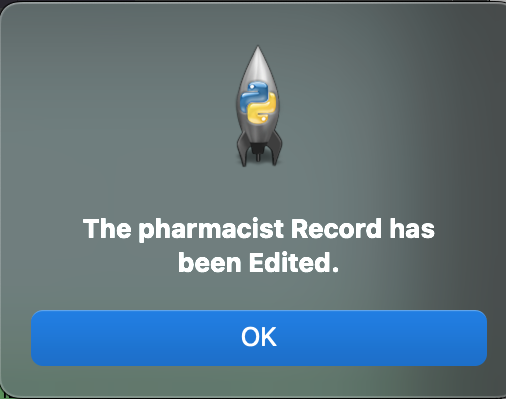 The pharmacist Record has
been Edited.
OK